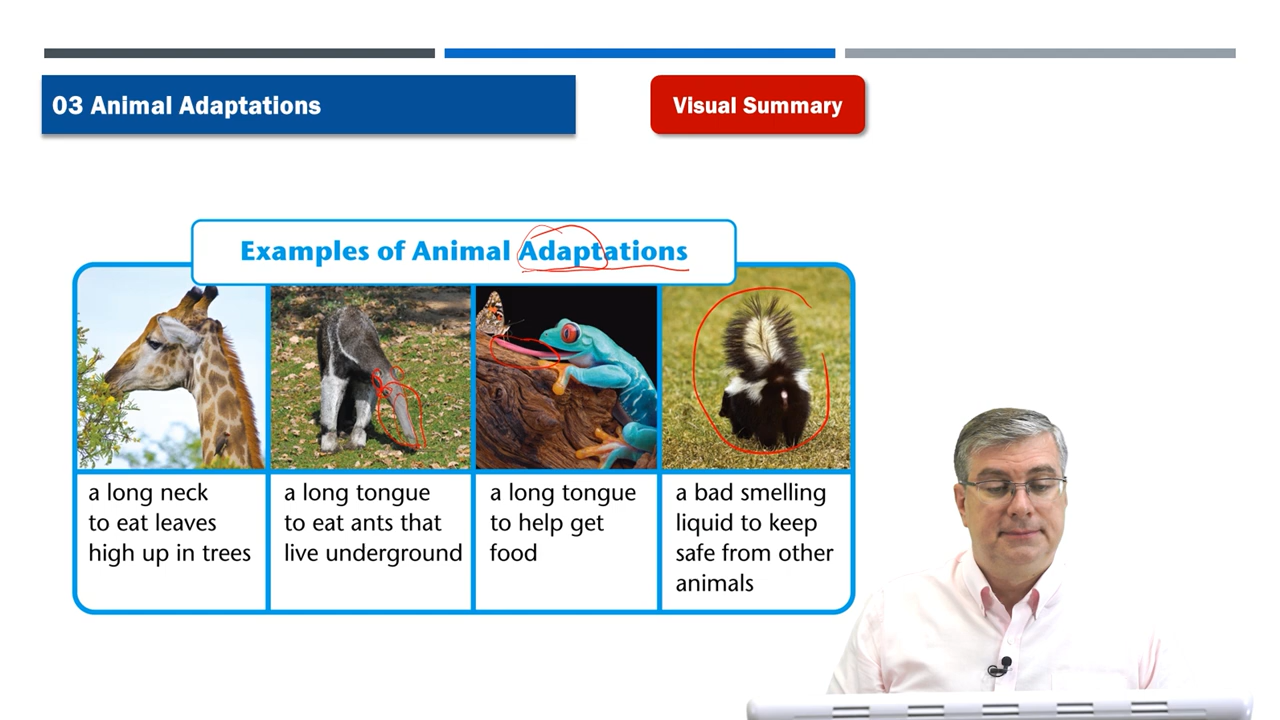 03 Animal Adaptations
Visual Summary
Examples of Animal Adaptations
a long neck
to eat leaves
high up in trees
a long tongue
to eat ants that
live underground
a long tongue
to help get
food
a bad smelling
liquid to keep
safe from other
animals